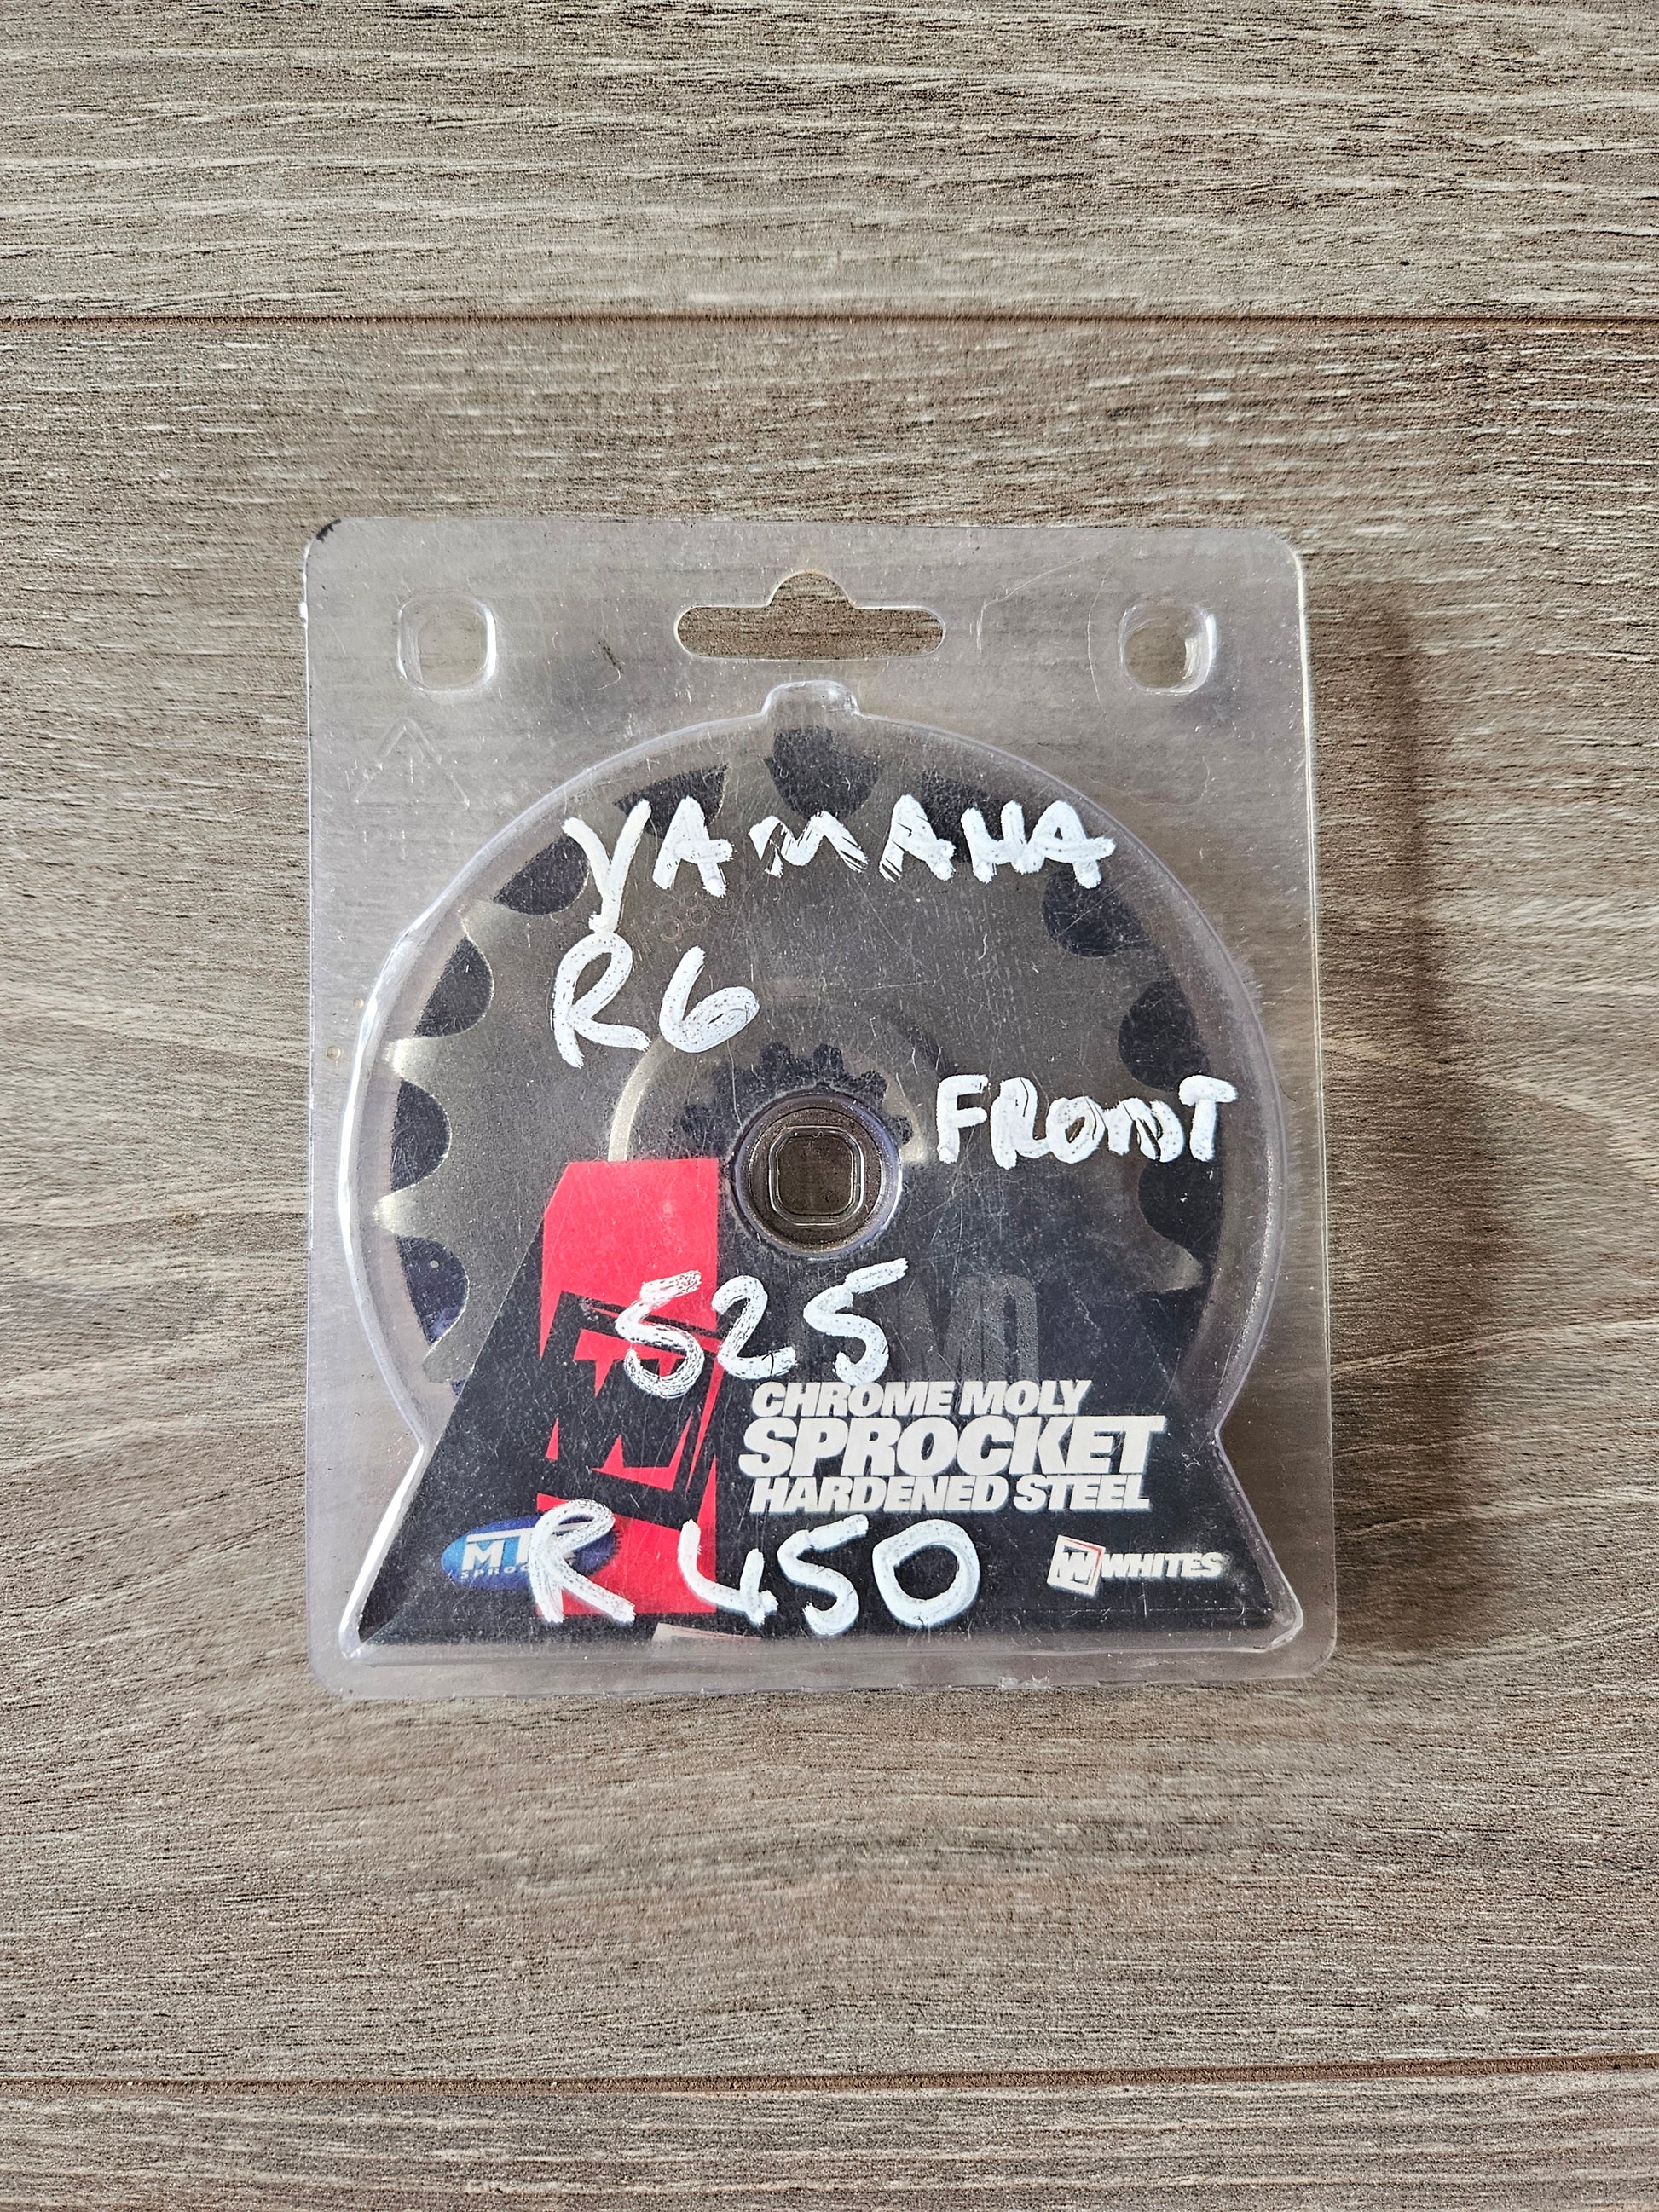 YAMAHA
R6
FRONT
525
CHROME MOLY
SPROCKET
HARDENED STEEL
R450
WHITES